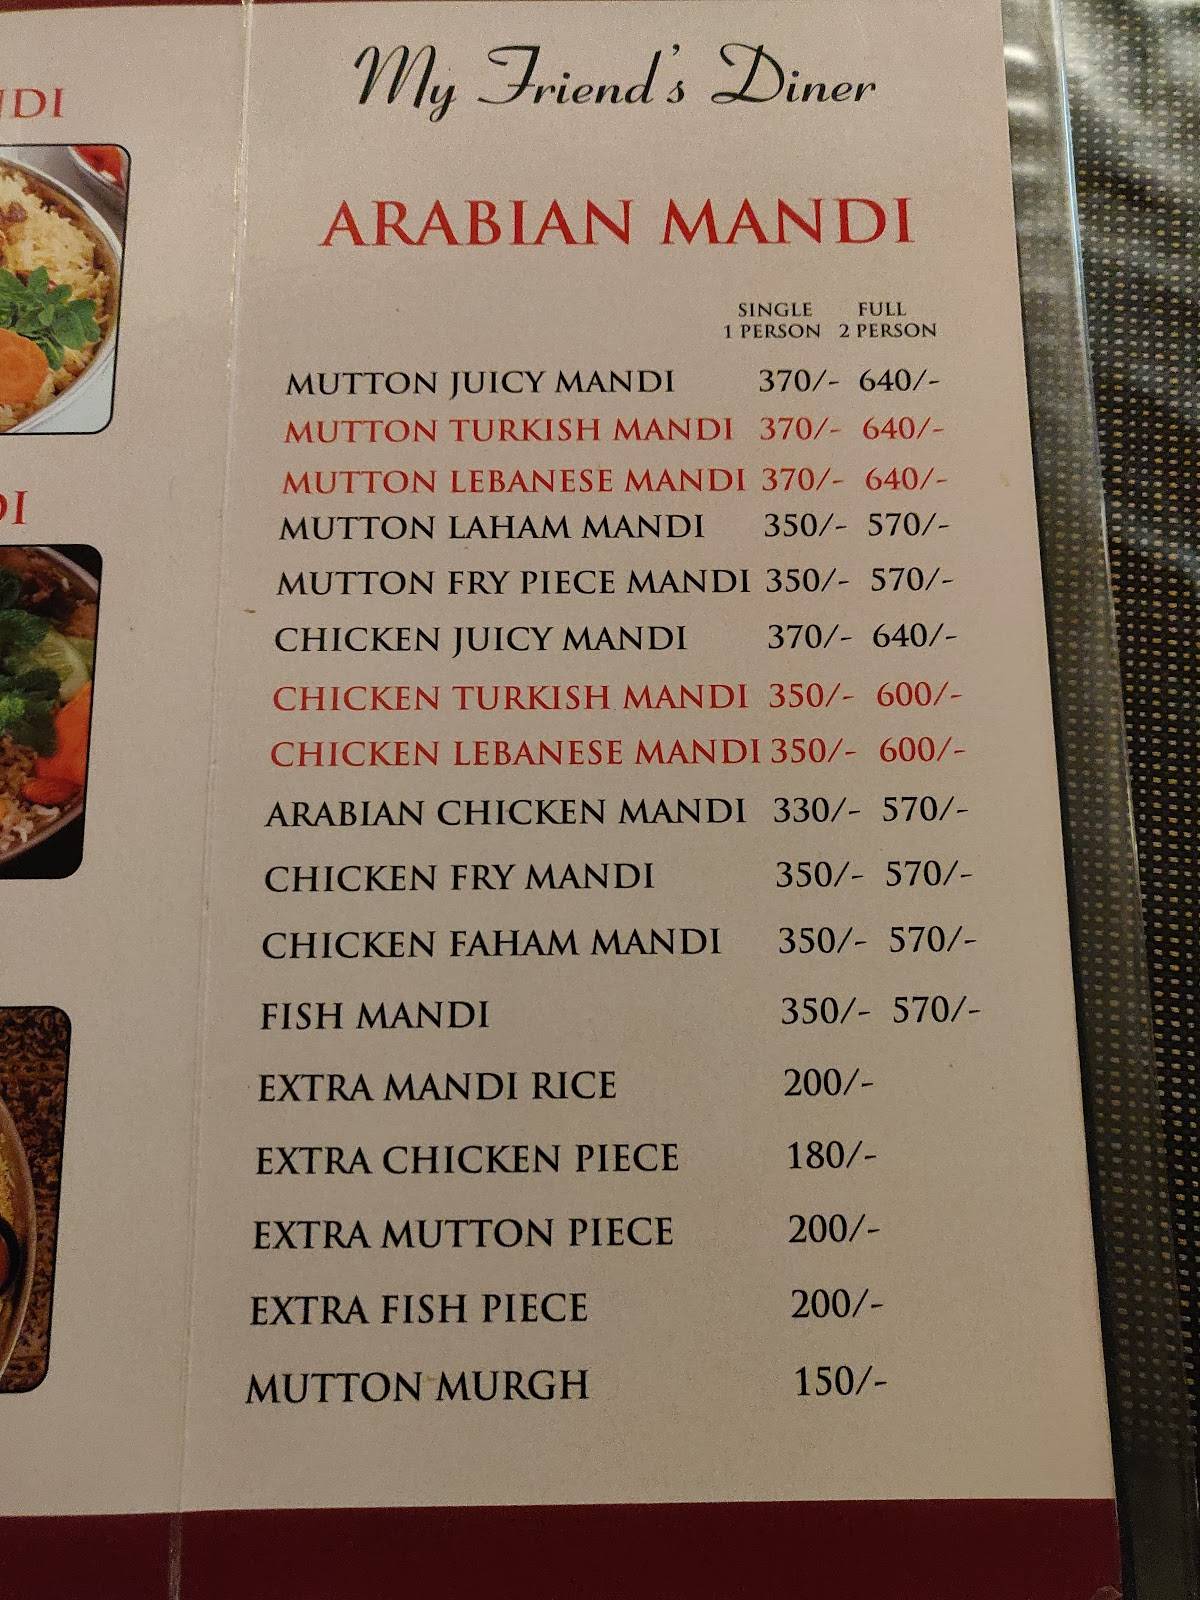 My Friend's Diner
ARABIAN MANDI
SINGLE FULL
1 PERSON 2 PERSON
MUTTON JUICY MANDI 370/- 640/-
MUTTON TURKISH MANDI 370/- 640/-
MUTTON LEBANESE MANDI 370/- 640/-
MUTTON LAHAM MANDI 350/- 570/-
MUTTON FRY PIECE MANDI 350/- 570/-
CHICKEN JUICY MANDI 370/- 640/-
CHICKEN TURKISH MANDI 350/- 600/-
CHICKEN LEBANESE MANDI 350/- 600/-
ARABIAN CHICKEN MANDI 330/- 570/-
CHICKEN FRY MANDI 350/- 570/-
CHICKEN FAHAM MANDI 350/- 570/-
FISH MANDI 350/- 570/-
EXTRA MANDI RICE 200/-
EXTRA CHICKEN PIECE 180/-
EXTRA MUTTON PIECE 200/-
EXTRA FISH PIECE 200/-
MUTTON MURGH 150/-